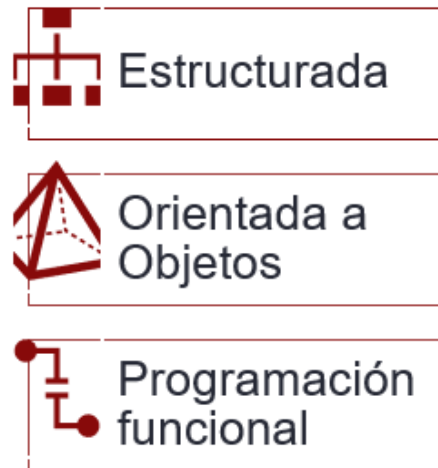 Estructurada
Orientada a
Objetos
Programación
funcional